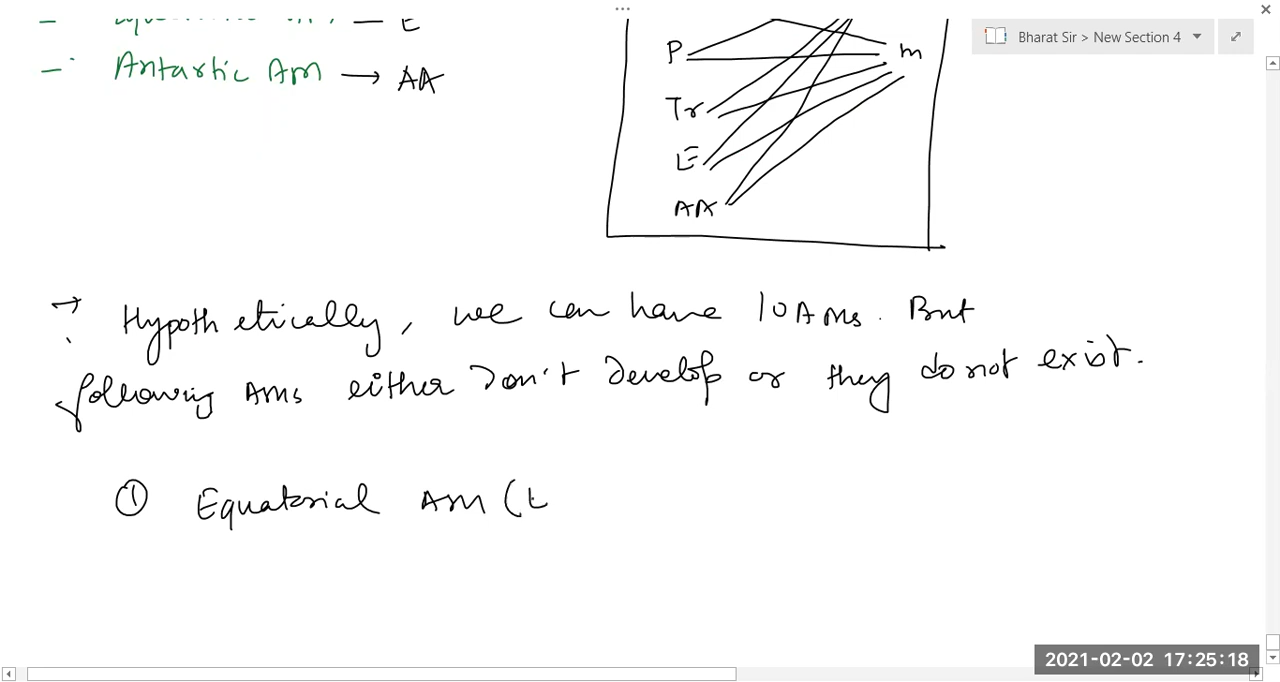 Bharat Sir > New Section 4
— E
- Antartic Am → AA
P
m
Tr
E
AA
→ Hypothetically, we can have 10 Ams. But
following Ams either Don't Develop or they do not exist.
① Equatorial Am (E
2021-02-02 17:25:18